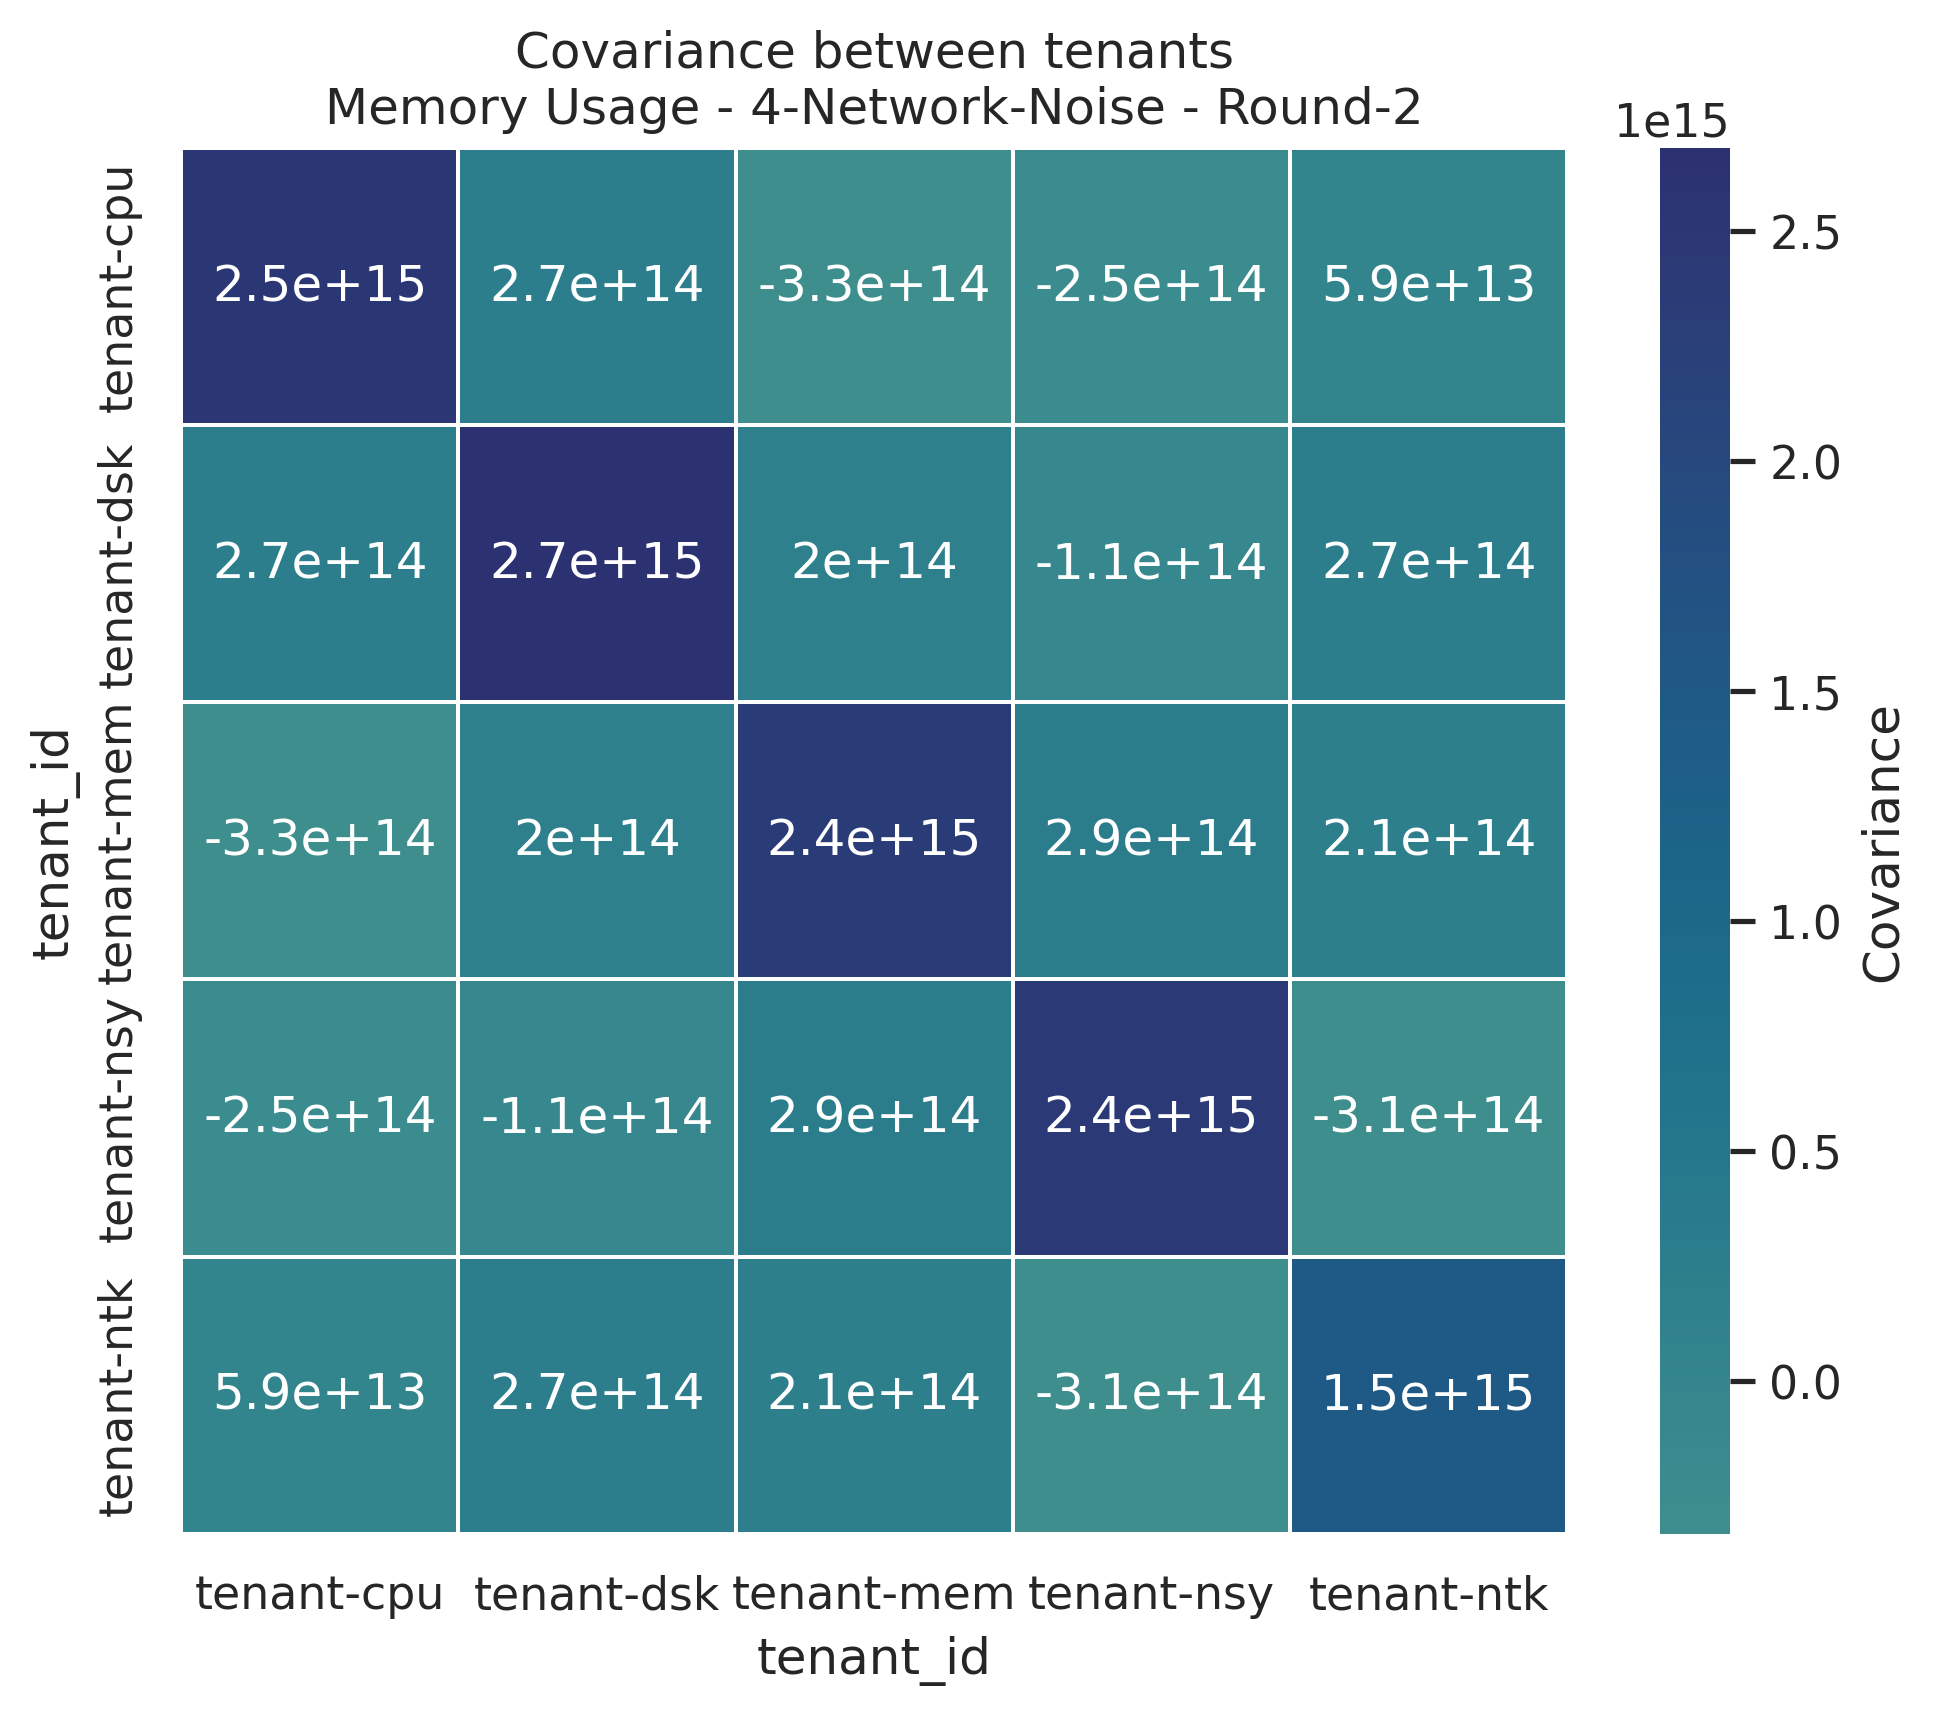 Covariance between tenants
Memory Usage - 4-Network-Noise - Round-2
1e15
tenant-cpu
2.5e+15 2.7e+14 -3.3e+14 -2.5e+14 5.9e+13
tenant-dsk
2.7e+14 2.7e+15 2e+14 -1.1e+14 2.7e+14
tenant-mem
-3.3e+14 2e+14 2.4e+15 2.9e+14 2.1e+14
tenant-nsy
-2.5e+14 -1.1e+14 2.9e+14 2.4e+15 -3.1e+14
tenant-ntk
5.9e+13 2.7e+14 2.1e+14 -3.1e+14 1.5e+15
tenant_id
tenant-cpu tenant-dsk tenant-mem tenant-nsy tenant-ntk
tenant_id
2.5
2.0
1.5
1.0
0.5
0.0
Covariance